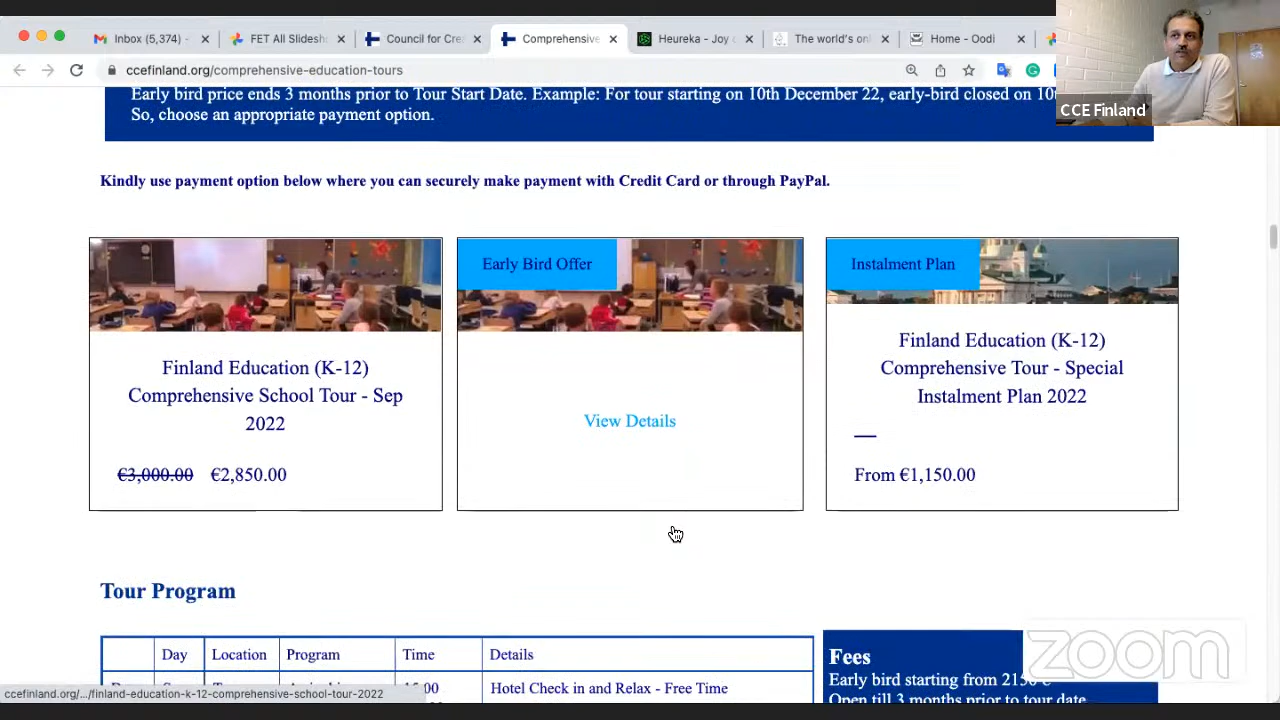 Inbox (5,374) -
FET All Slidesh
Council for Cre
Comprehensive
Heureka - Joy o
The world's on
Home - Oodi
ccefinland.org/comprehensive-education-tours
CCE Finland
Early bird price ends 3 months prior to Tour Start Date. Example: For tour starting on 10th December 22, early-bird closed on 10
So, choose an appropriate payment option.
Kindly use payment option below where you can securely make payment with Credit Card or through PayPal.
Finland Education (K-12)
Comprehensive School Tour - Sep
2022
€3,000.00 €2,850.00
Early Bird Offer
View Details
Instalment Plan
Finland Education (K-12)
Comprehensive Tour - Special
Instalment Plan 2022
From €1,150.00
Tour Program
Day Location Program Time Details
Hotel Check in and Relax - Free Time
Fees
Early bird starting from 2150 €
Open till 3 months prior to tour date
zoom
ccefinland.org/.../finland-education-k-12-comprehensive-school-tour-2022